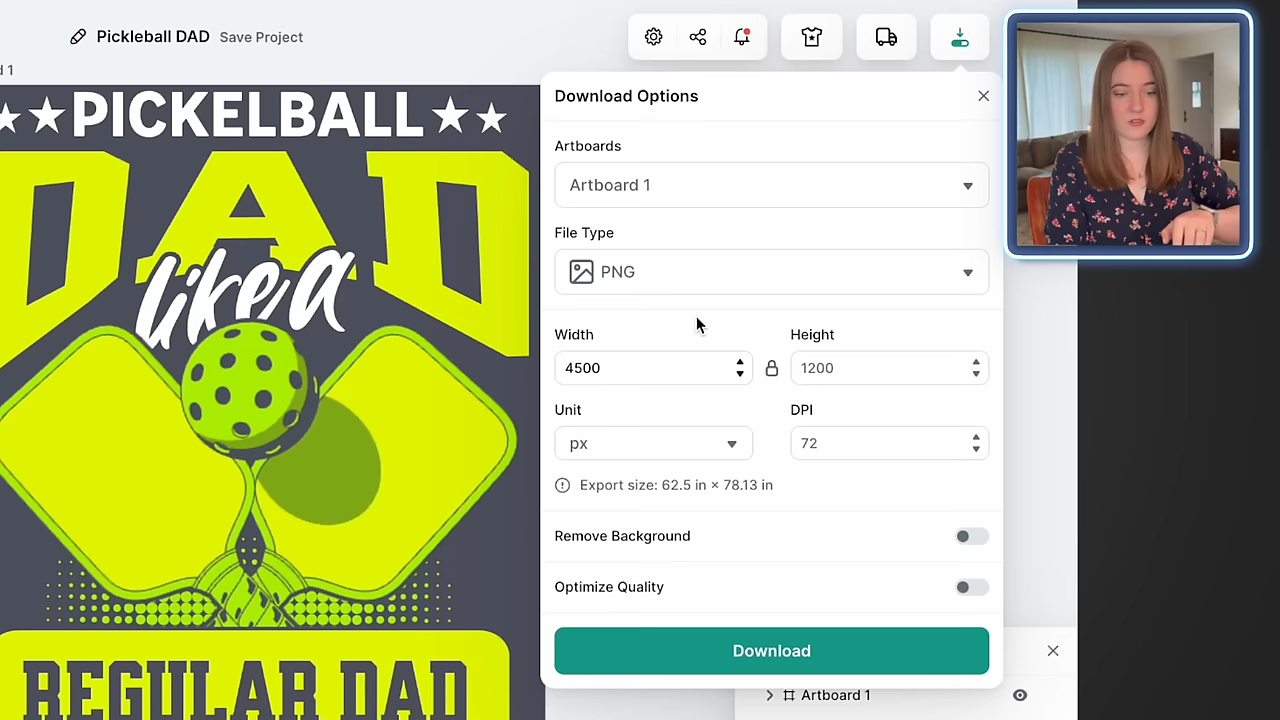 Pickleball DAD Save Project
d 1
★★PICKELBALL★★
DAD
like a
REGULAR DAD
Download Options
Artboards
Artboard 1
File Type
PNG
Width Height
4500 1200
Unit DPI
px 72
Export size: 62.5 in × 78.13 in
Remove Background
Optimize Quality
Download
Artboard 1